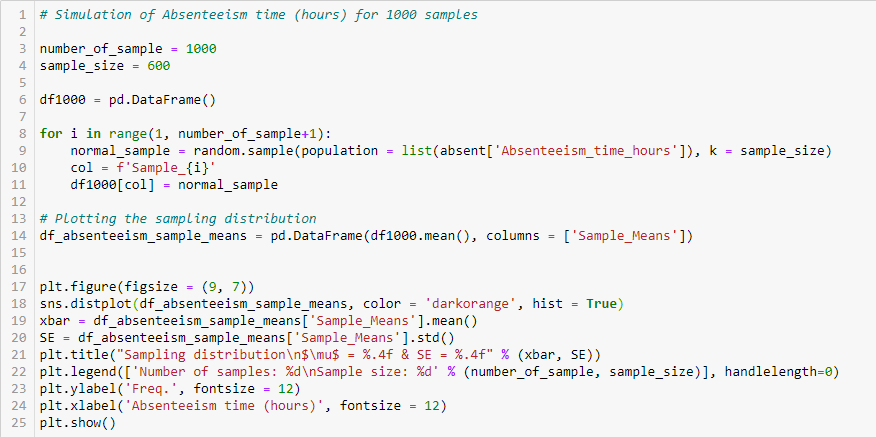 1 # Simulation of Absenteeism time (hours) for 1000 samples
2
3 number_of_sample = 1000
4 sample_size = 600
5
6 df1000 = pd.DataFrame()
7
8 for i in range(1, number_of_sample+1):
9     normal_sample = random.sample(population = list(absent['Absenteeism_time_hours']), k = sample_size)
10     col = f'Sample_{i}'
11     df1000[col] = normal_sample
12
13 # Plotting the sampling distribution
14 df_absenteeism_sample_means = pd.DataFrame(df1000.mean(), columns = ['Sample_Means'])
15
16
17 plt.figure(figsize = (9, 7))
18 sns.distplot(df_absenteeism_sample_means, color = 'darkorange', hist = True)
19 xbar = df_absenteeism_sample_means['Sample_Means'].mean()
20 SE = df_absenteeism_sample_means['Sample_Means'].std()
21 plt.title("Sampling distribution\n$\mu$ = %.4f & SE = %.4f" % (xbar, SE))
22 plt.legend(['Number of samples: %d\nSample size: %d' % (number_of_sample, sample_size)], handlelength=0)
23 plt.ylabel('Freq.', fontsize = 12)
24 plt.xlabel('Absenteeism time (hours)', fontsize = 12)
25 plt.show()